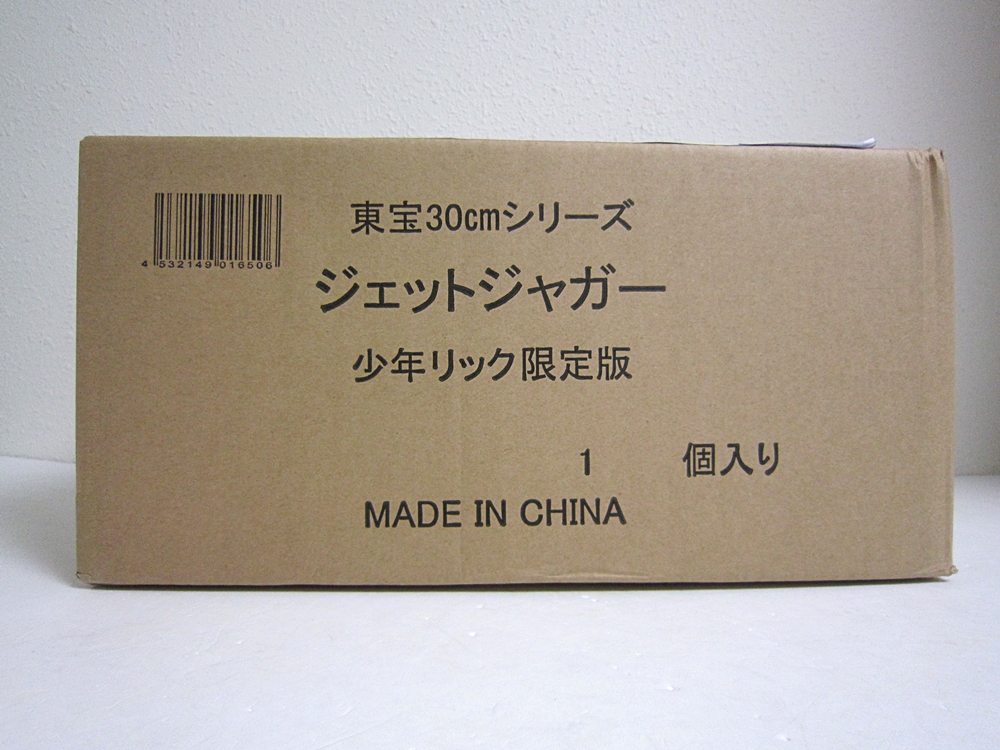 東宝30cmシリーズ
4 532149 016506
ジェットジャガー
少年リック限定版
1 個入り
MADE IN CHINA